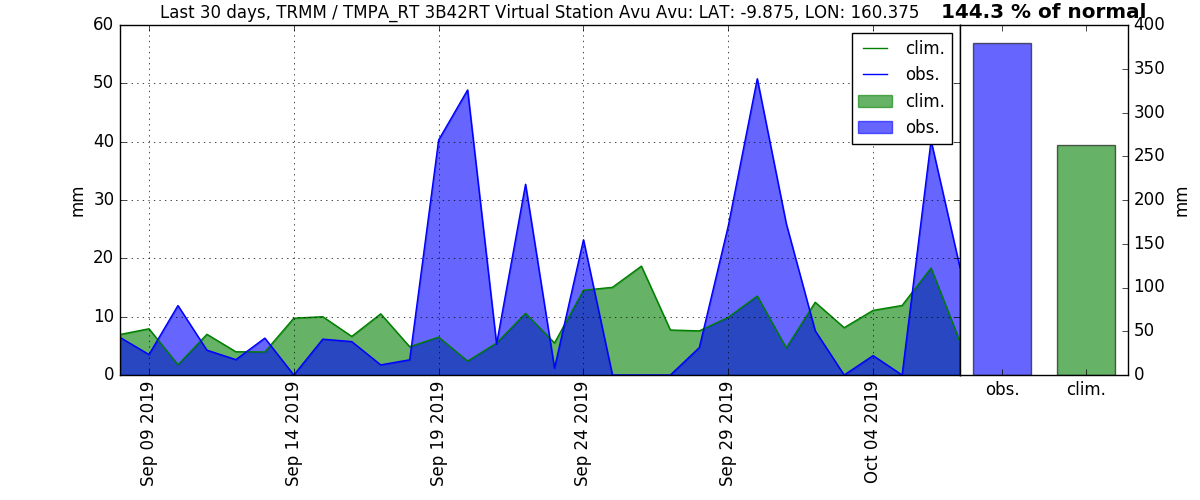 Last 30 days, TRMM / TMPA_RT 3B42RT Virtual Station Avu Avu: LAT: -9.875, LON: 160.375
144.3 % of normal
60
50
40
30
20
10
0
mm
clim.
obs.
clim.
obs.
Sep 09 2019
Sep 14 2019
Sep 19 2019
Sep 24 2019
Sep 29 2019
Oct 04 2019
400
350
300
250
200
150
100
50
0
mm
obs.
clim.